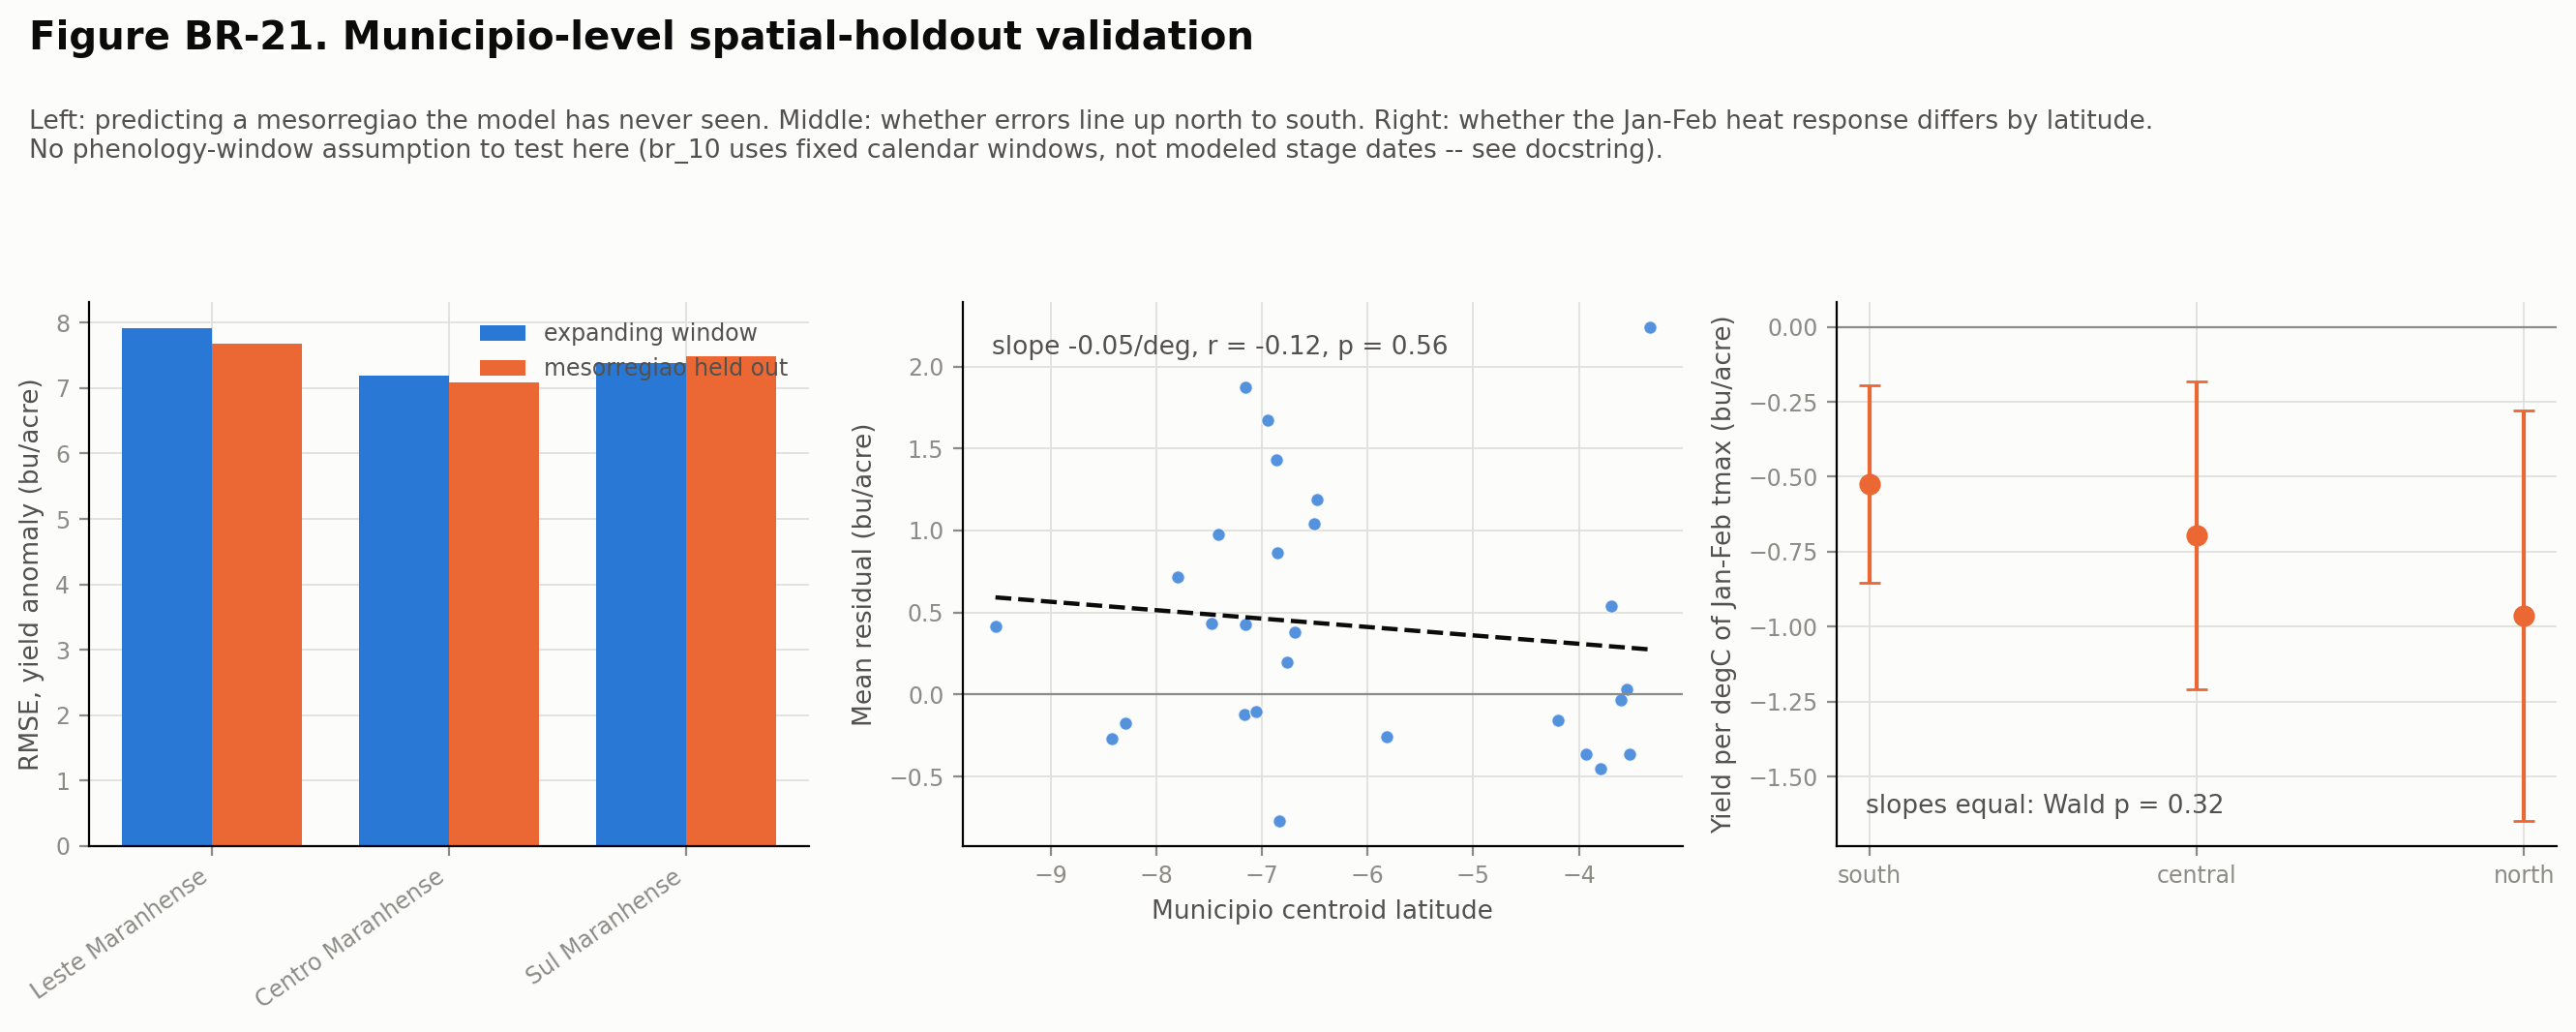 Figure BR-21. Municipio-level spatial-holdout validation
Left: predicting a mesorregiao the model has never seen. Middle: whether errors line up north to south. Right: whether the Jan-Feb heat response differs by latitude.
No phenology-window assumption to test here (br_10 uses fixed calendar windows, not modeled stage dates -- see docstring).
RMSE, yield anomaly (bu/acre)
8
7
6
5
4
3
2
1
0
expanding window
mesorregiao held out
Leste Maranhense
Centro Maranhense
Sul Maranhense
Mean residual (bu/acre)
slope -0.05/deg, r = -0.12, p = 0.56
2.0
1.5
1.0
0.5
0.0
−0.5
−9
−8
−7
−6
−5
−4
Municipio centroid latitude
Yield per degC of Jan-Feb tmax (bu/acre)
0.00
−0.25
−0.50
−0.75
−1.00
−1.25
−1.50
slopes equal: Wald p = 0.32
south
central
north